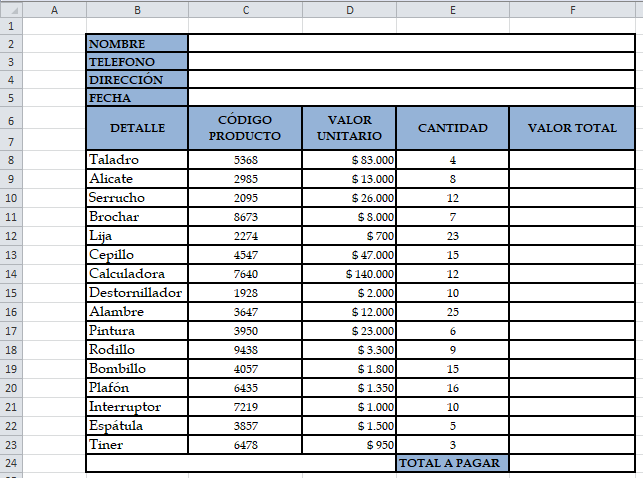 A B C D E F
1
2 NOMBRE
3 TELEFONO
4 DIRECCIÓN
5 FECHA
6 DETALLE CÓDIGO PRODUCTO VALOR UNITARIO CANTIDAD VALOR TOTAL
7
8 Taladro 5368 $ 83.000 4
9 Alicate 2985 $ 13.000 8
10 Serrucho 2095 $ 26.000 12
11 Brochar 8673 $ 8.000 7
12 Lija 2274 $ 700 23
13 Cepillo 4547 $ 47.000 15
14 Calculadora 7640 $ 140.000 12
15 Destornillador 1928 $ 2.000 10
16 Alambre 3647 $ 12.000 25
17 Pintura 3950 $ 23.000 6
18 Rodillo 9438 $ 3.300 9
19 Bombillo 4057 $ 1.800 15
20 Plafón 6435 $ 1.350 16
21 Interruptor 7219 $ 1.000 10
22 Espátula 3857 $ 1.500 5
23 Tiner 6478 $ 950 3
24 TOTAL A PAGAR